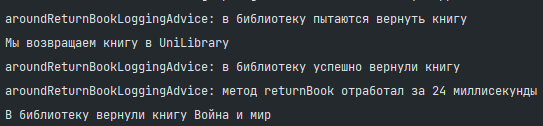 aroundReturnBookLoggingAdvice: в библиотеку пытаются вернуть книгу
Мы возвращаем книгу в UniLibrary
aroundReturnBookLoggingAdvice: в библиотеку успешно вернули книгу
aroundReturnBookLoggingAdvice: метод returnBook отработал за 24 миллисекунды
В библиотеку вернули книгу Война и мир